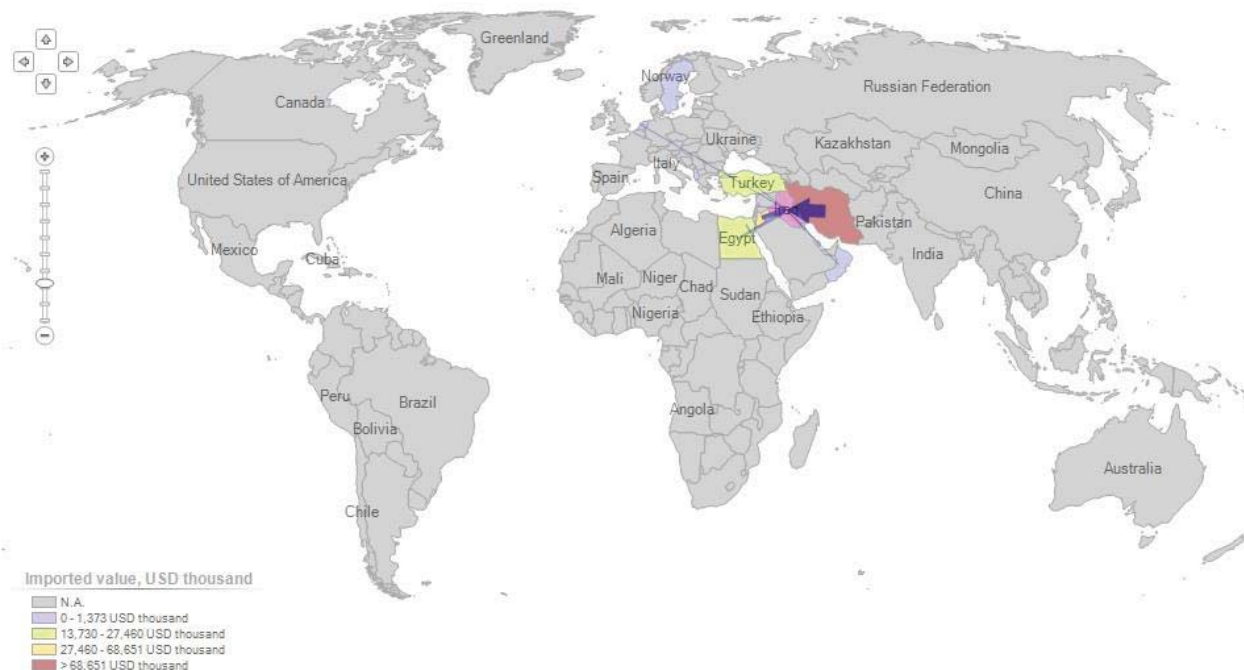 Greenland
Norway
Russian Federation
Canada
Ukraine
Kazakhstan
Mongolia
Italy
United States of America
Spain
Turkey
China
Iraq
Pakistan
Algeria
Egypt
India
Mexico
Cuba
Mali
Niger
Chad
Sudan
Nigeria
Ethiopia
Peru
Brazil
Angola
Bolivia
Australia
Chile
Imported value, USD thousand
N.A.
0 - 1,373 USD thousand
13,730 - 27,460 USD thousand
27,460 - 68,651 USD thousand
> 68,651 USD thousand